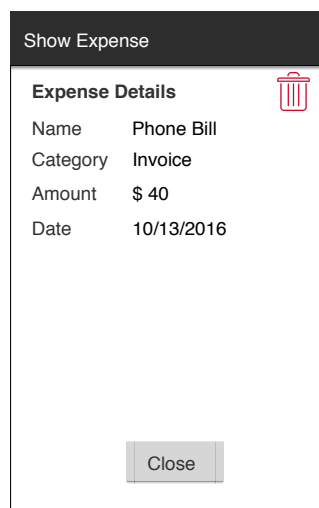 Show Expense
Expense Details
Name Phone Bill
Category Invoice
Amount $ 40
Date 10/13/2016
Close